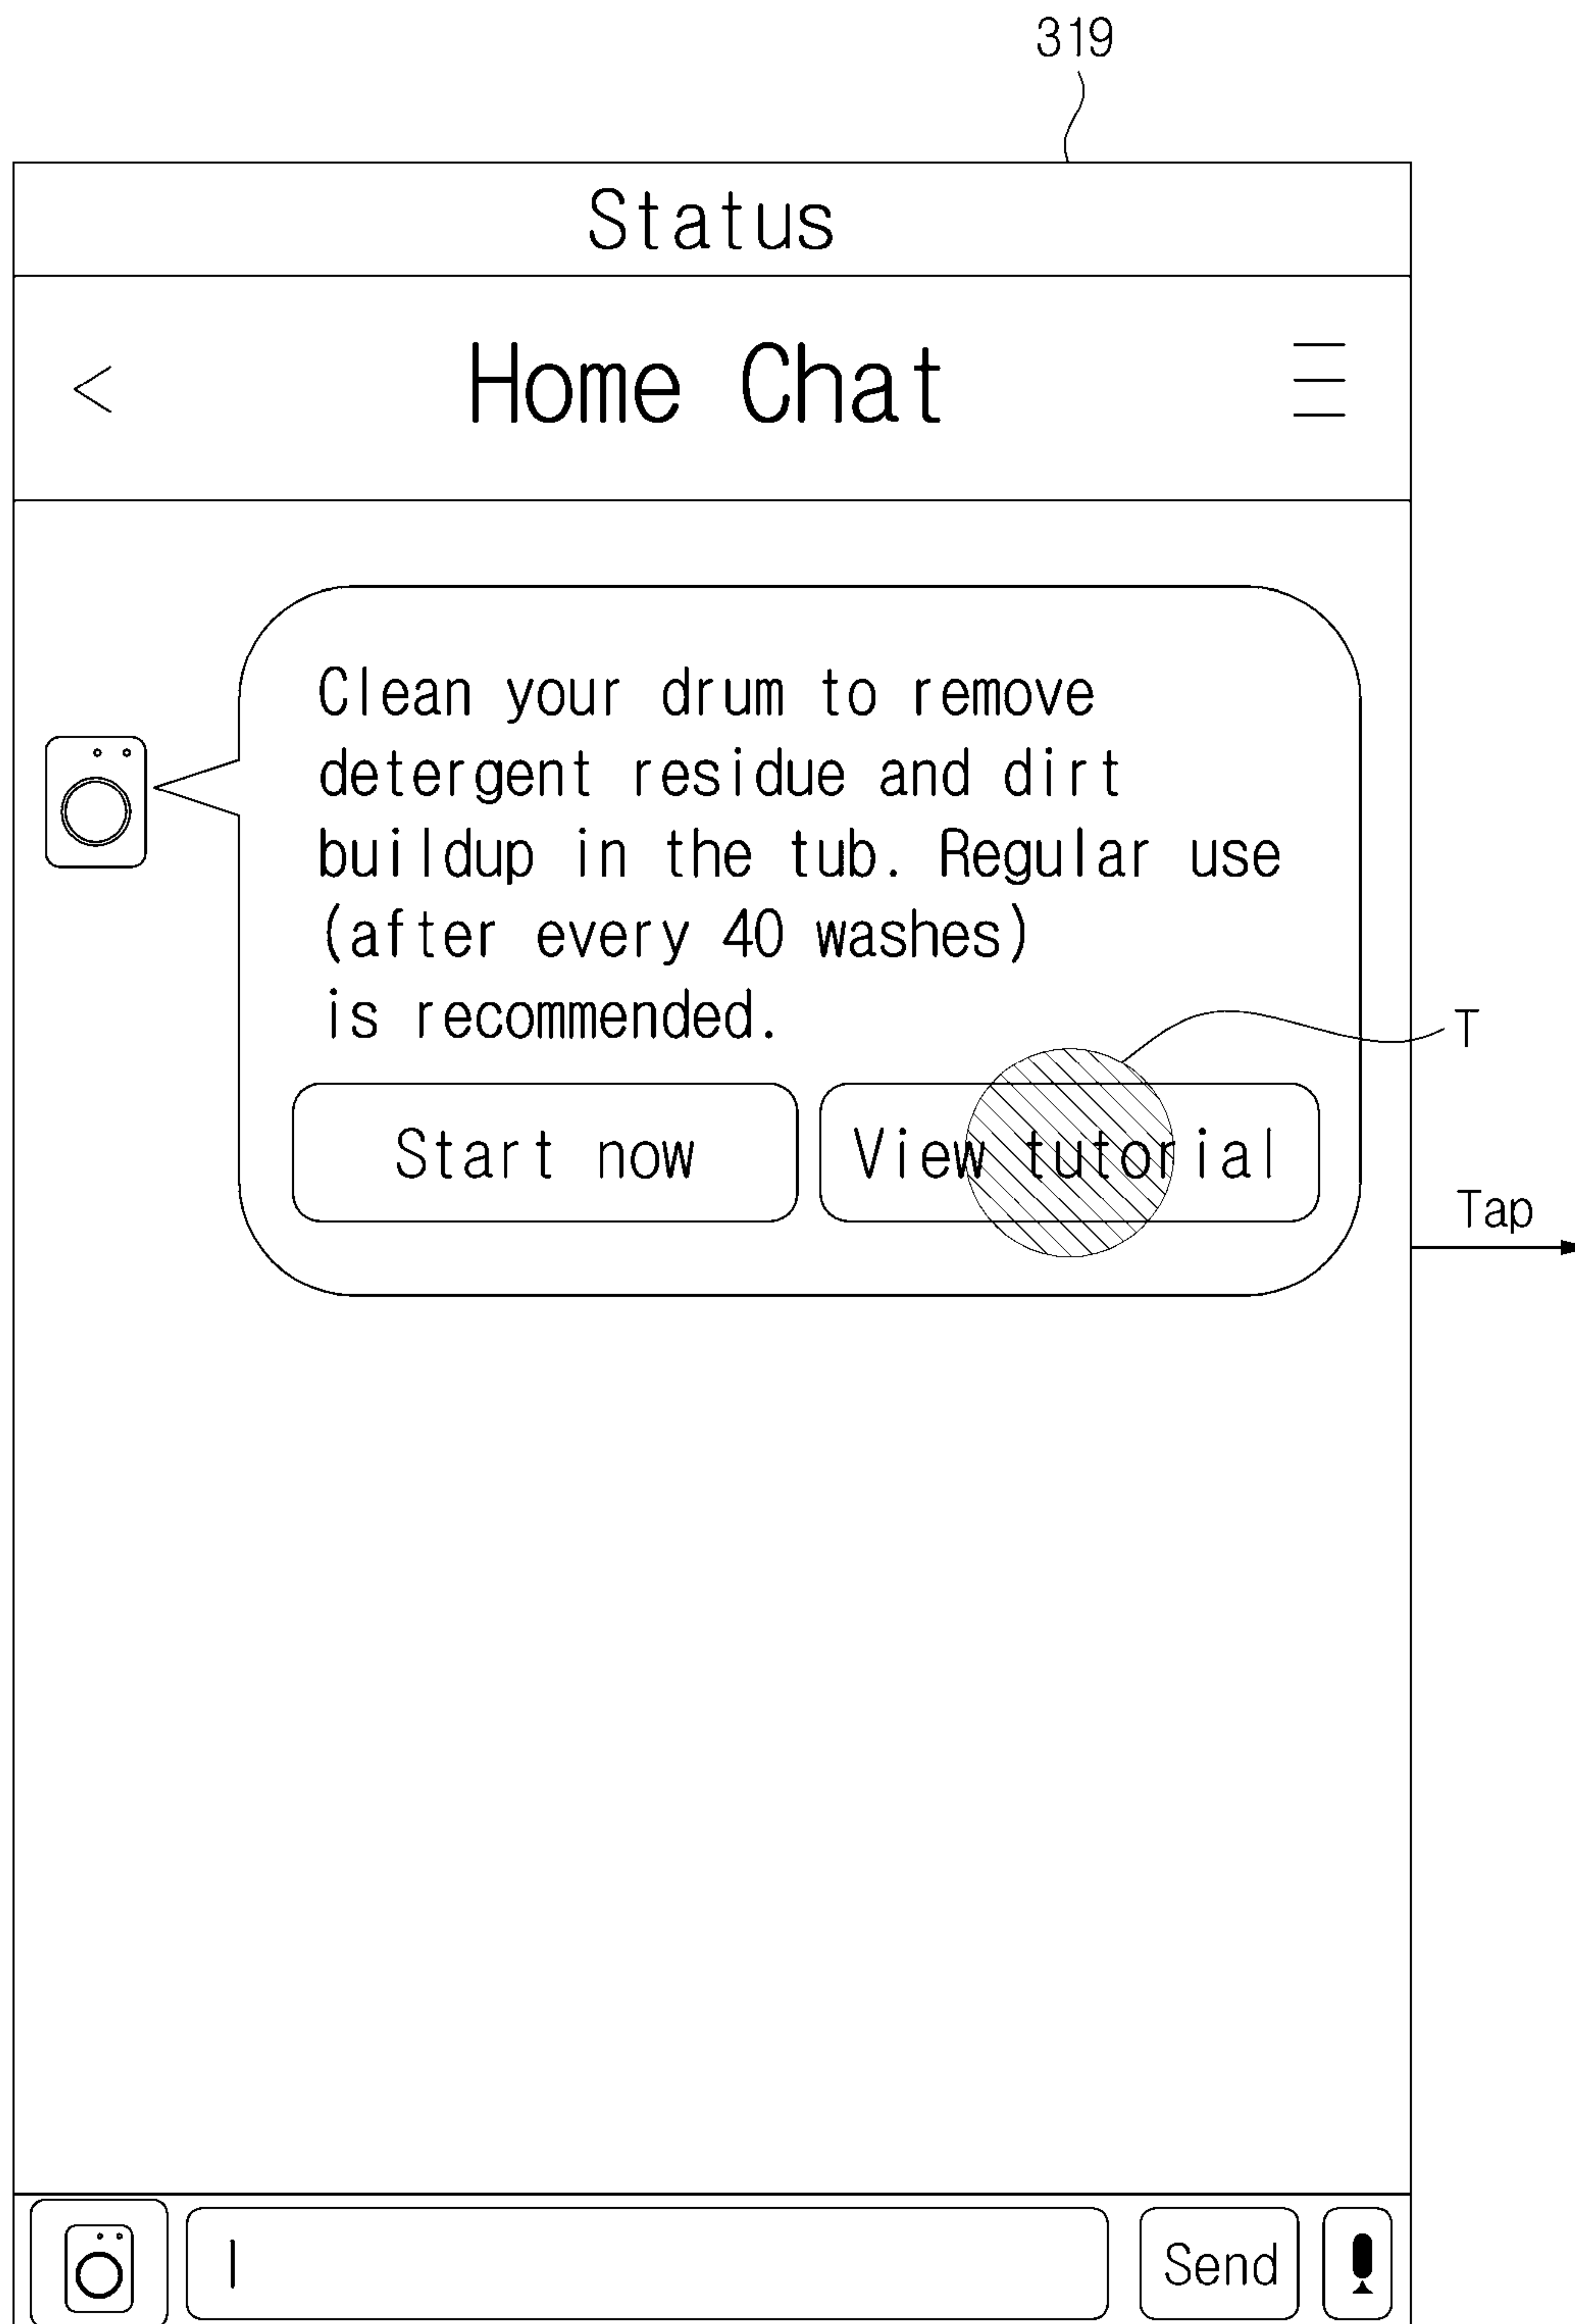 319
Status
<
Home Chat
Clean your drum to remove
detergent residue and dirt
buildup in the tub. Regular use
(after every 40 washes)
is recommended.
T
Start now
View tutorial
Tap
Send